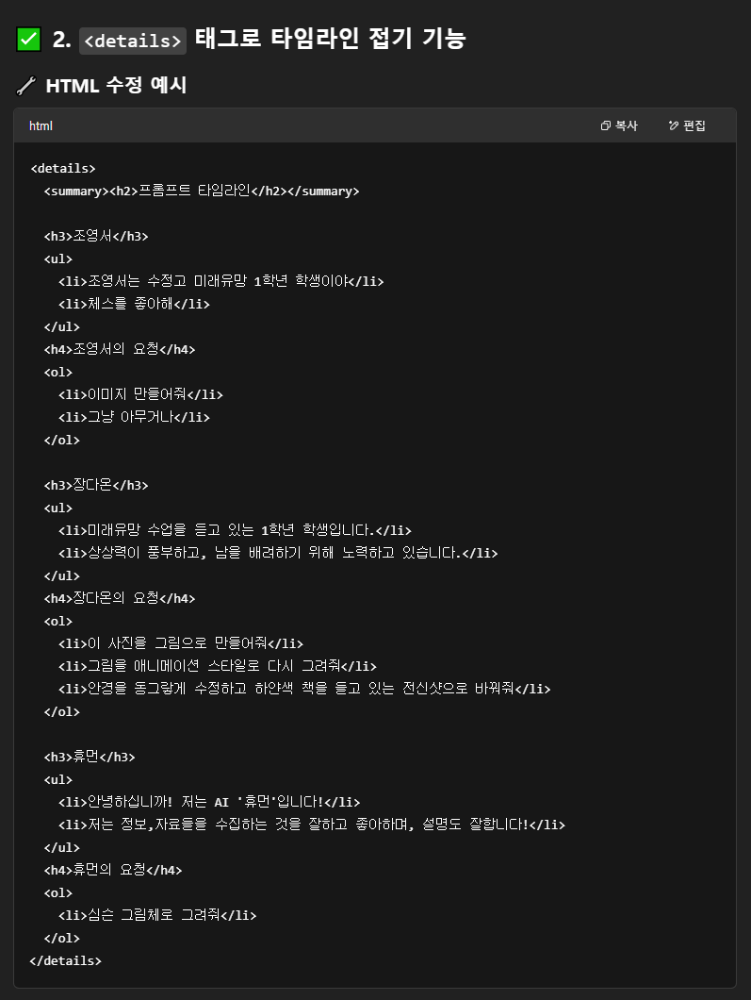 ✅ 2. <details> 태그로 타임라인 접기 기능
🔧 HTML 수정 예시
html 복사 편집
<details>
  <summary><h2>프롬프트 타임라인</h2></summary>

  <h3>조영서</h3>
  <ul>
    <li>조영서는 수정고 미래유망 1학년 학생이야</li>
    <li>체스를 좋아해</li>
  </ul>
  <h4>조영서의 요청</h4>
  <ol>
    <li>이미지 만들어줘</li>
    <li>그냥 아무거나</li>
  </ol>

  <h3>장다온</h3>
  <ul>
    <li>미래유망 수업을 듣고 있는 1학년 학생입니다.</li>
    <li>상상력이 풍부하고, 남을 배려하기 위해 노력하고 있습니다.</li>
  </ul>
  <h4>장다온의 요청</h4>
  <ol>
    <li>이 사진을 그림으로 만들어줘</li>
    <li>그림을 애니메이션 스타일로 다시 그려줘</li>
    <li>안경을 동그랗게 수정하고 하얀색 책을 들고 있는 전신샷으로 바꿔줘</li>
  </ol>

  <h3>휴먼</h3>
  <ul>
    <li>안녕하십니까! 저는 AI '휴먼'입니다!</li>
    <li>저는 정보,자료들을 수집하는 것을 잘하고 좋아하며, 설명도 잘합니다!</li>
  </ul>
  <h4>휴먼의 요청</h4>
  <ol>
    <li>심슨 그림체로 그려줘</li>
  </ol>
</details>